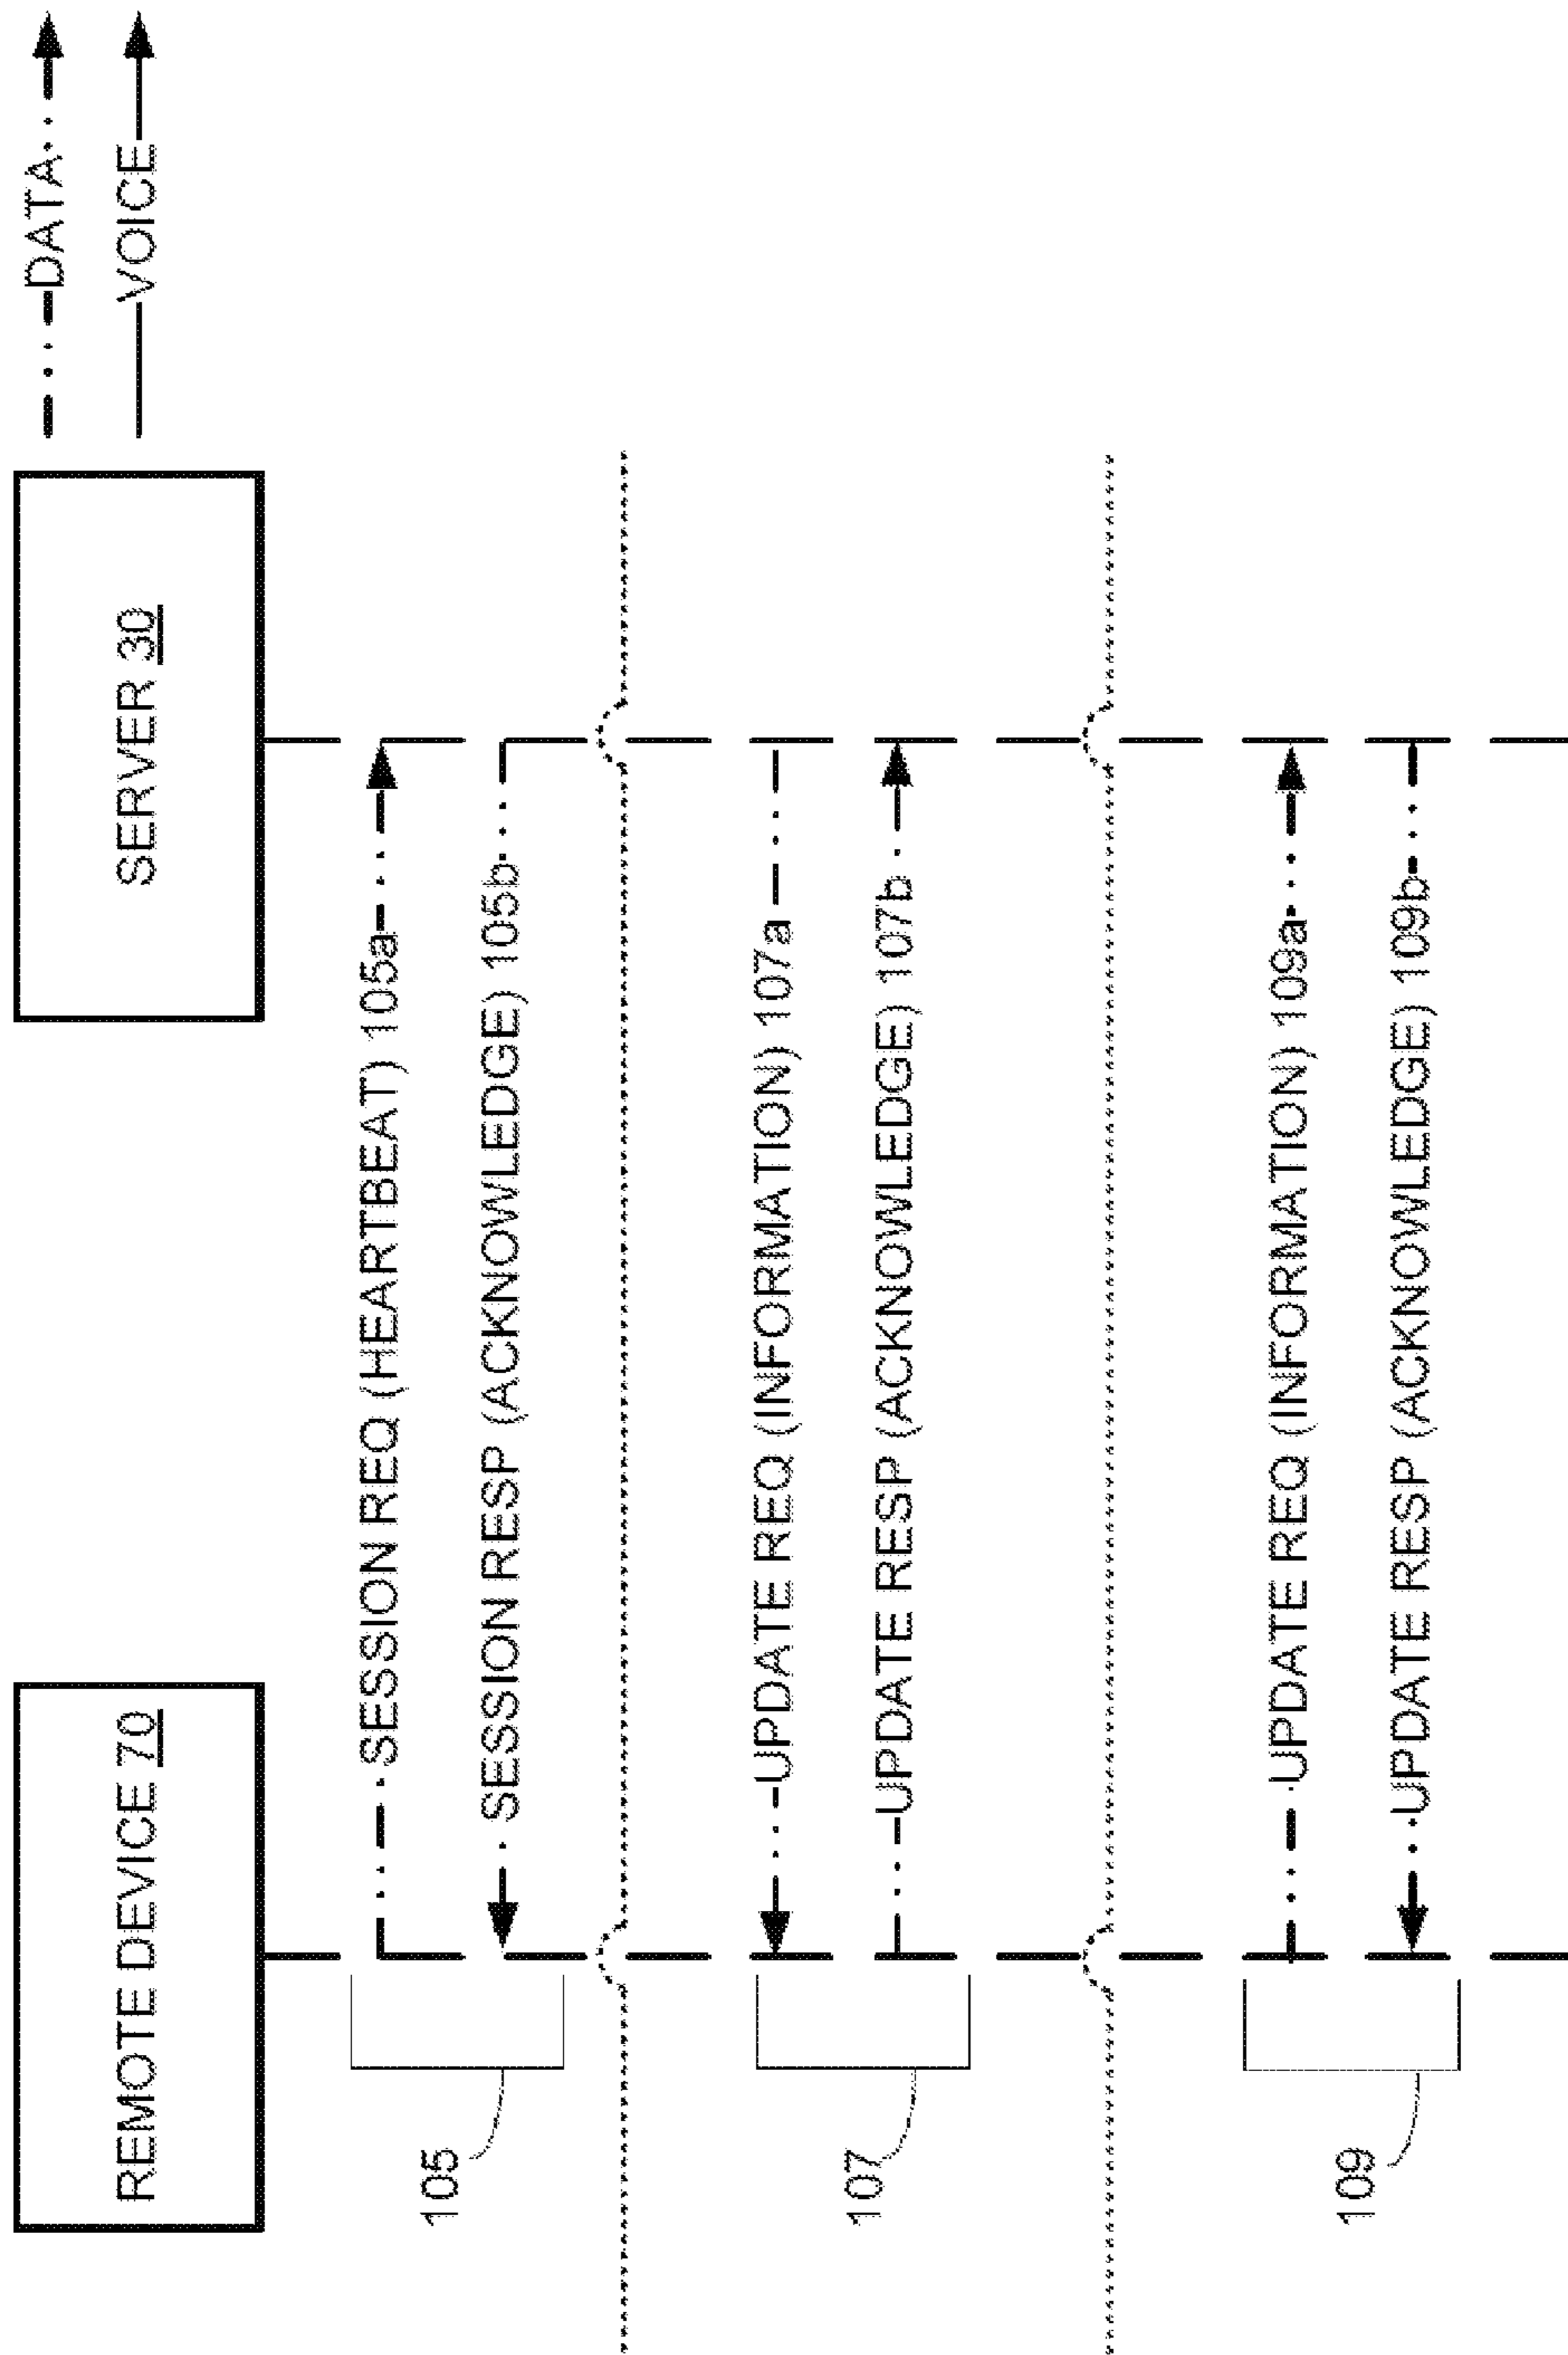 DATA
VOICE
REMOTE DEVICE 70
SERVER 30
SESSION REQ (HEARTBEAT) 105a
SESSION RESP (ACKNOWLEDGE) 105b
105
UPDATE REQ (INFORMATION) 107a
UPDATE RESP (ACKNOWLEDGE) 107b
107
UPDATE REQ (INFORMATION) 109a
UPDATE RESP (ACKNOWLEDGE) 109b
109